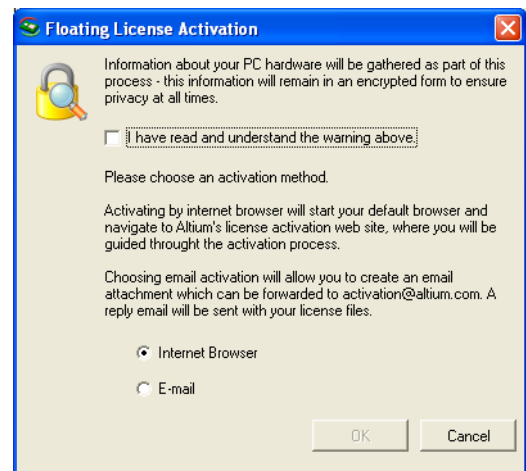 Floating License Activation
Information about your PC hardware will be gathered as part of this
process - this information will remain in an encrypted form to ensure
privacy at all times.
I have read and understand the warning above.
Please choose an activation method.
Activating by internet browser will start your default browser and
navigate to Altium's license activation web site, where you will be
guided throught the activation process.
Choosing email activation will allow you to create an email
attachment which can be forwarded to activation@altium.com. A
reply email will be sent with your license files.
Internet Browser
E-mail
OK
Cancel